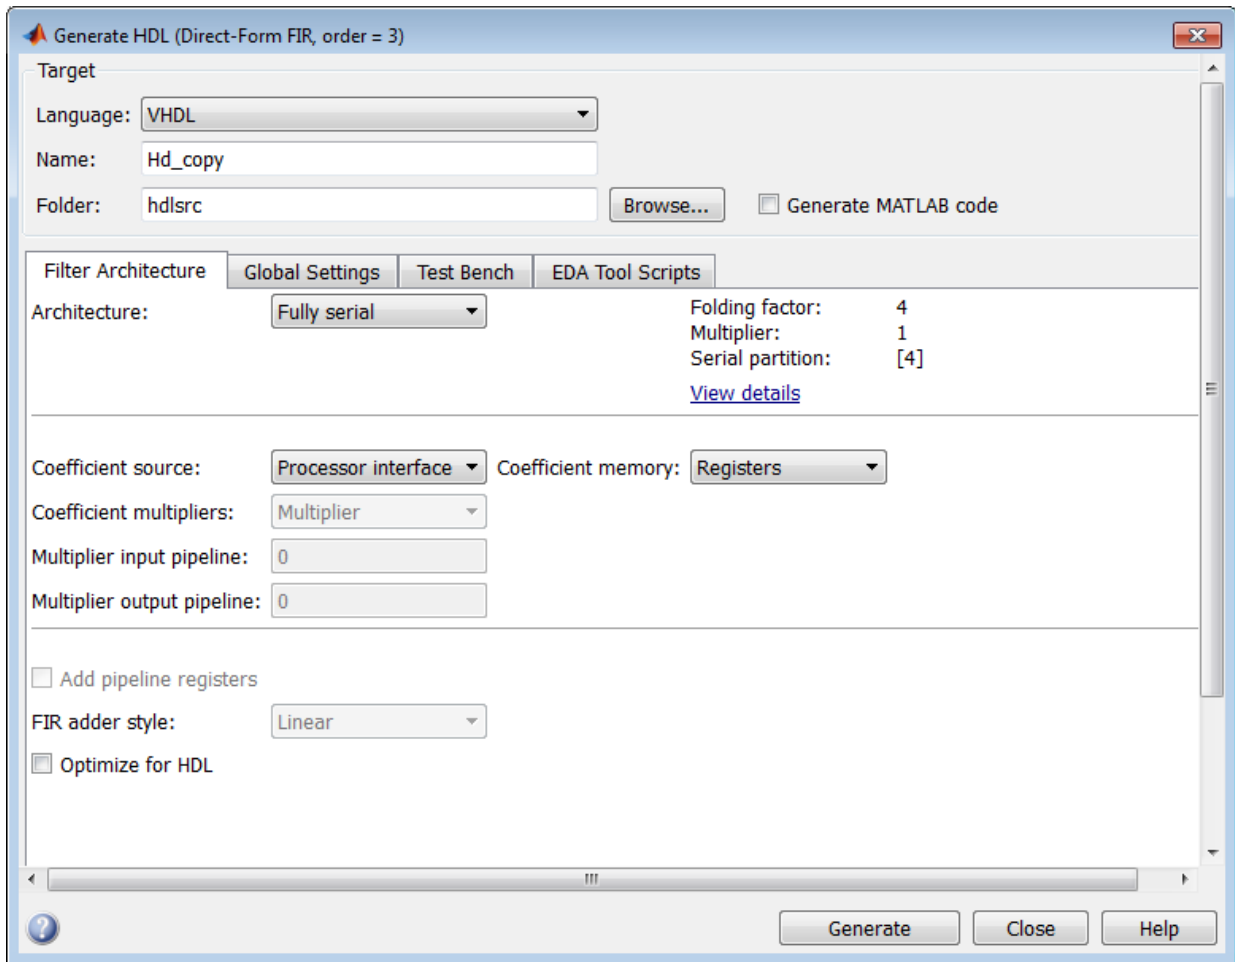 Generate HDL (Direct-Form FIR, order = 3)
Target
Language: VHDL
Name: Hd_copy
Folder: hdlsrc Browse... Generate MATLAB code
Filter Architecture Global Settings Test Bench EDA Tool Scripts
Architecture: Fully serial Folding factor: 4
Multiplier: 1
Serial partition: [4]
View details
Coefficient source: Processor interface Coefficient memory: Registers
Coefficient multipliers: Multiplier
Multiplier input pipeline: 0
Multiplier output pipeline: 0
Add pipeline registers
FIR adder style: Linear
Optimize for HDL
? Generate Close Help